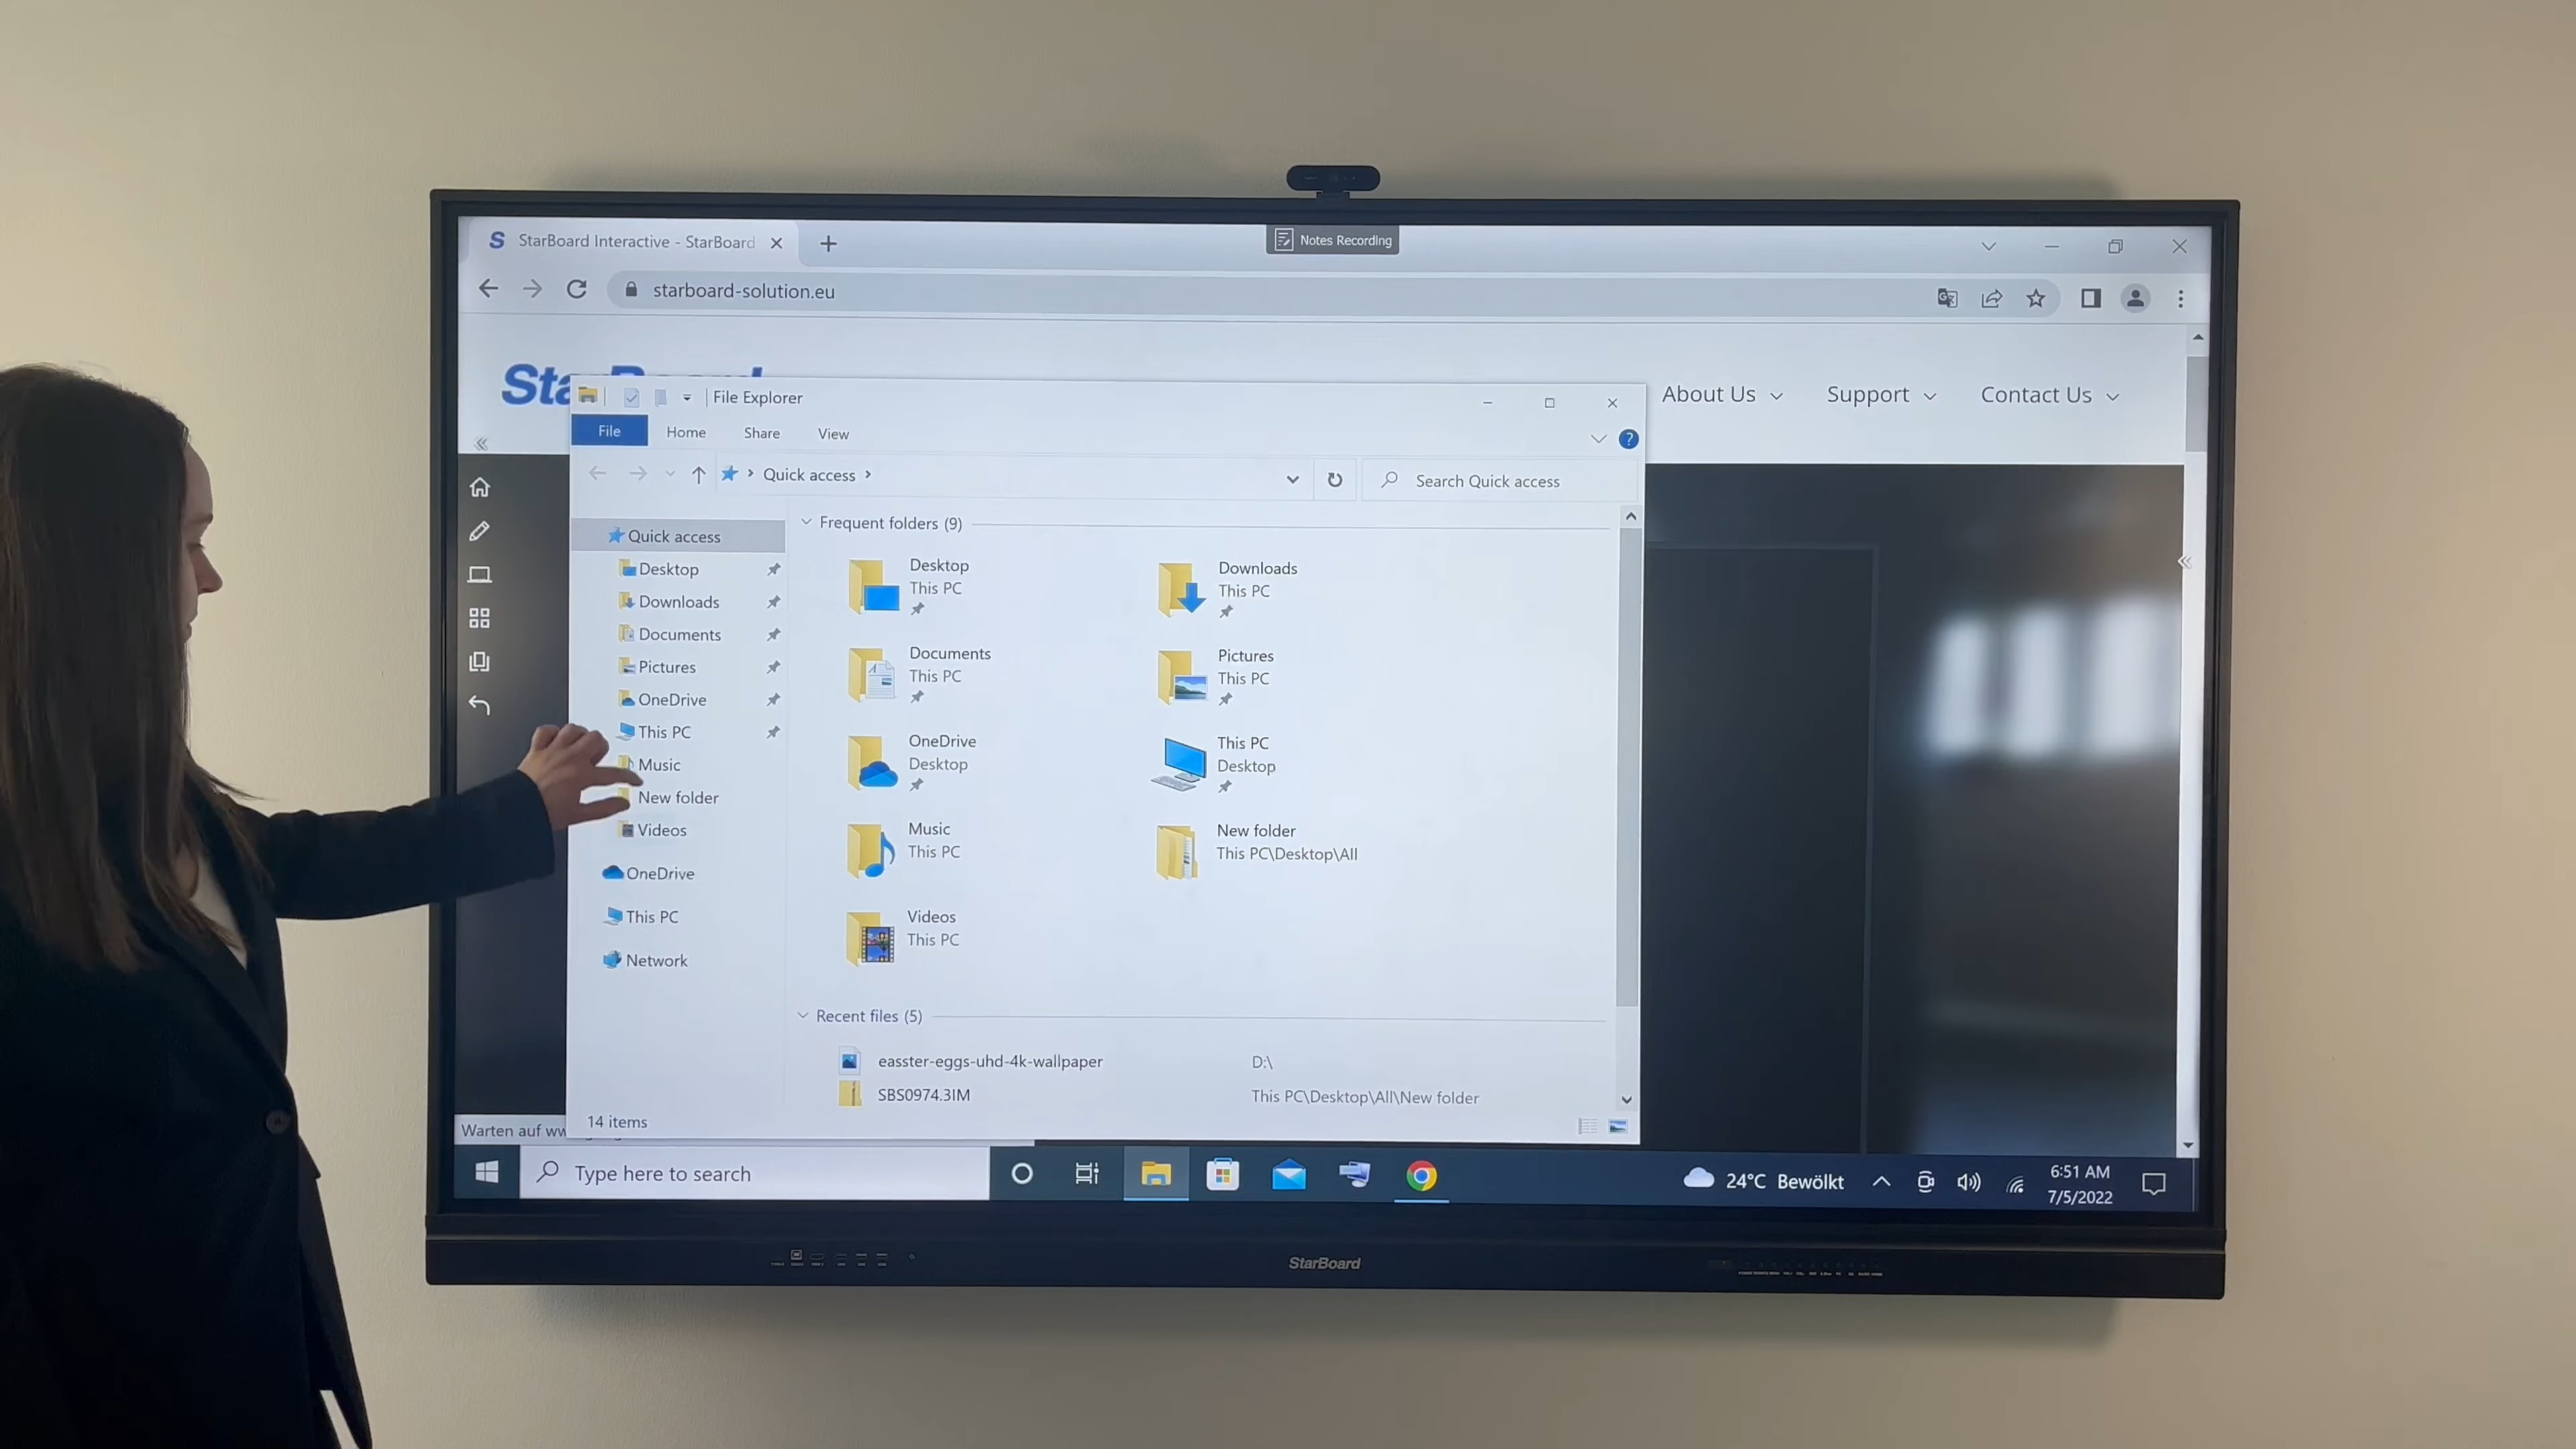 StarBoard Interactive - StarBoard
Notes Recording
starboard-solution.eu
About Us
Support
Contact Us
File Explorer
File
Home
Share
View
Quick access
Search Quick access
Quick access
Desktop
Downloads
Documents
Pictures
OneDrive
This PC
Music
New folder
Videos
OneDrive
This PC
Network
Frequent folders (9)
Desktop
This PC
Downloads
This PC
Documents
This PC
Pictures
This PC
OneDrive
Desktop
This PC
Desktop
Music
This PC
New folder
This PC\Desktop\All
Videos
This PC
Recent files (5)
easster-eggs-uhd-4k-wallpaper
D:\
SBS0974.3IM
This PC\Desktop\All\New folder
14 items
Warten auf
Type here to search
24°C Bewölkt
6:51 AM
7/5/2022
StarBoard